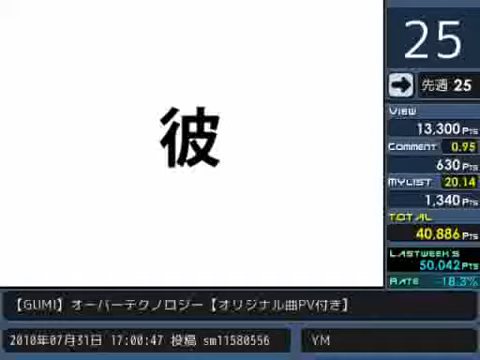 彼
25
先週 25
VIEW
13,300 PTS
COMMENT 0.95
630 PTS
MYLIST 20.14
1,340 PTS
TOTAL
40,886 PTS
LASTWEEK'S
50,042 PTS
RATE -18.3%
【GUMI】オーバーテクノロジー【オリジナル曲PV付き】
2010年07月31日 17:00:47 投稿 sm11580556
YM